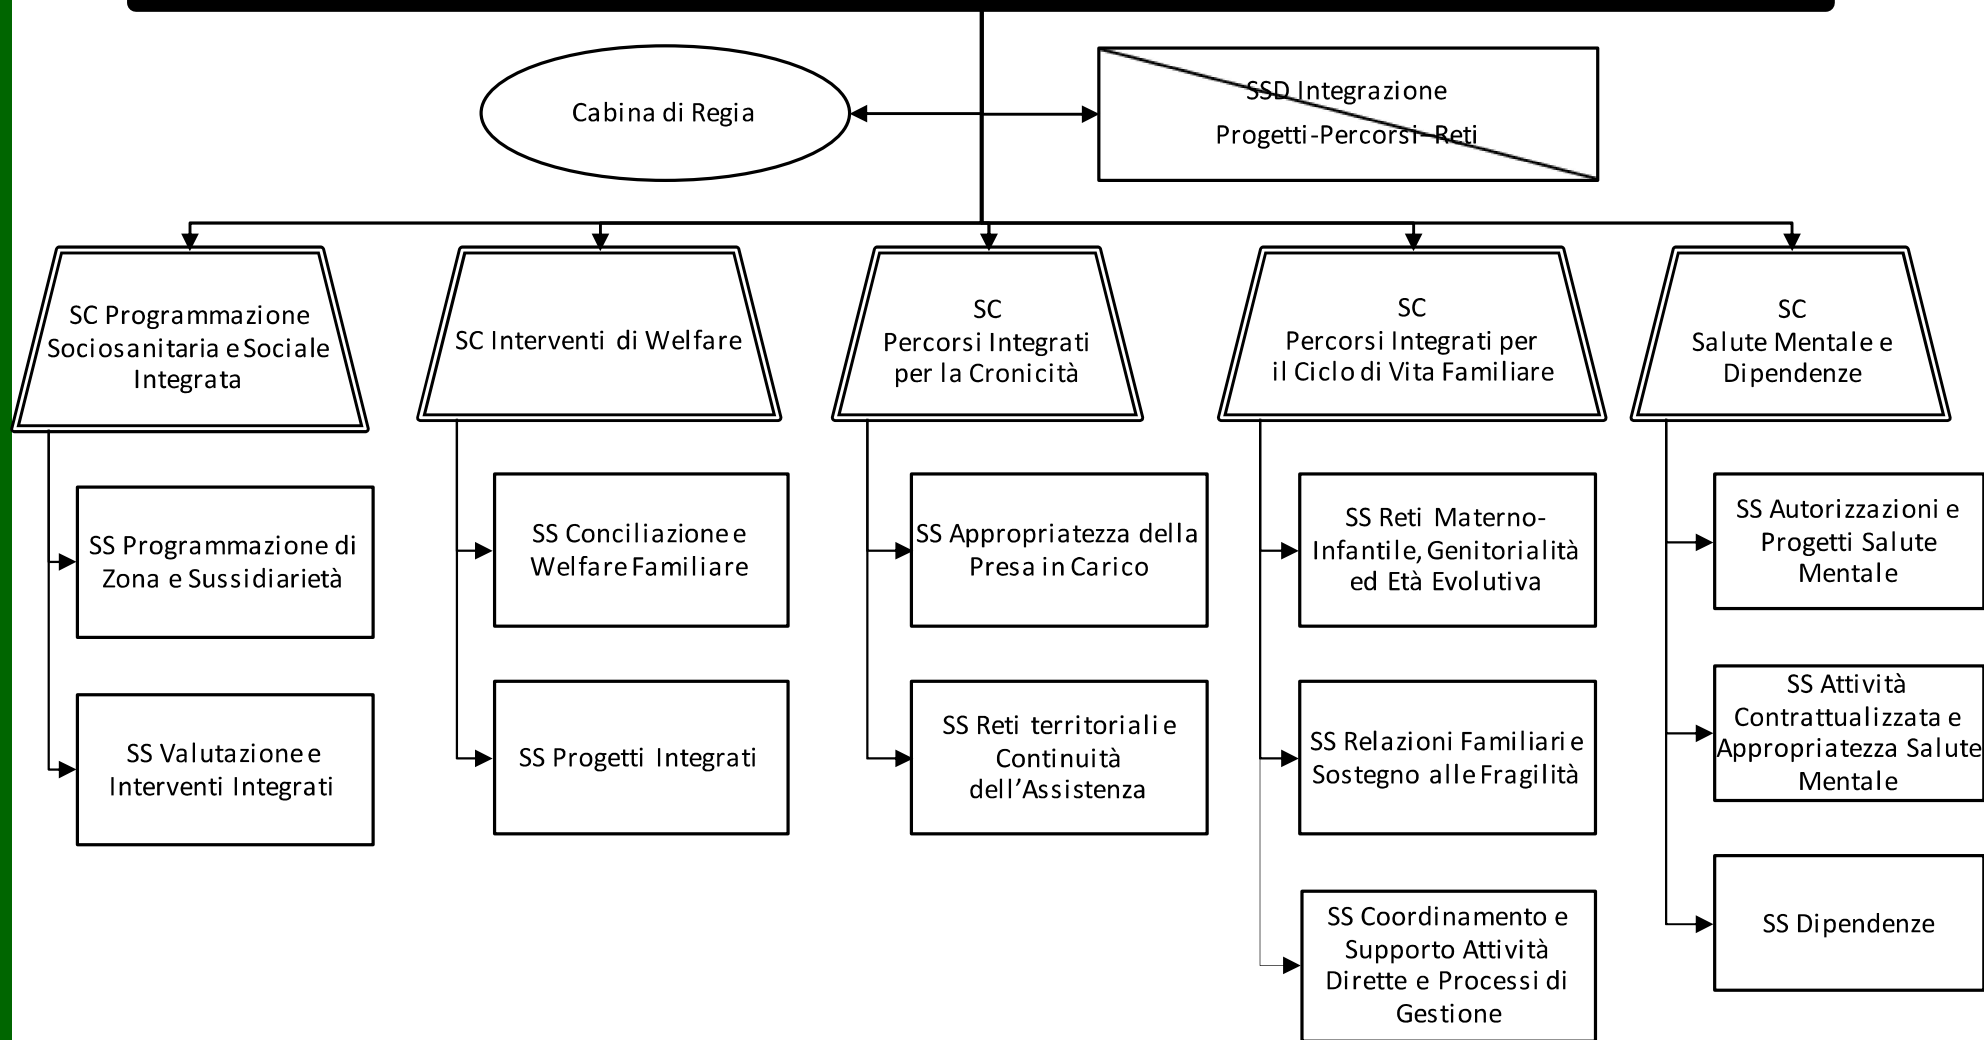 Cabina di Regia
SSD Integrazione
Progetti-Percorsi-Reti
SC Programmazione
Sociosanitaria e Sociale
Integrata
SC Interventi di Welfare
SC
Percorsi Integrati
per la Cronicità
SC
Percorsi Integrati per
il Ciclo di Vita Familiare
SC
Salute Mentale e
Dipendenze
SS Programmazione di
Zona e Sussidiarietà
SS Valutazione e
Interventi Integrati
SS Conciliazione e
Welfare Familiare
SS Progetti Integrati
SS Appropriatezza della
Presa in Carico
SS Reti territoriali e
Continuità
dell’Assistenza
SS Reti Materno-
Infantile, Genitorialità
ed Età Evolutiva
SS Relazioni Familiari e
Sostegno alle Fragilità
SS Coordinamento e
Supporto Attività
Dirette e Processi di
Gestione
SS Autorizzazioni e
Progetti Salute
Mentale
SS Attività
Contrattualizzata e
Appropriatezza Salute
Mentale
SS Dipendenze